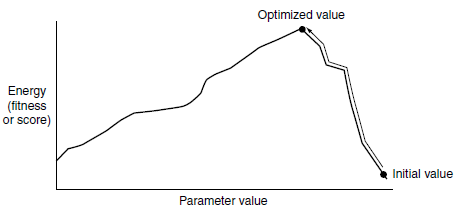 Optimized value
Energy
(fitness
or score)
Initial value
Parameter value